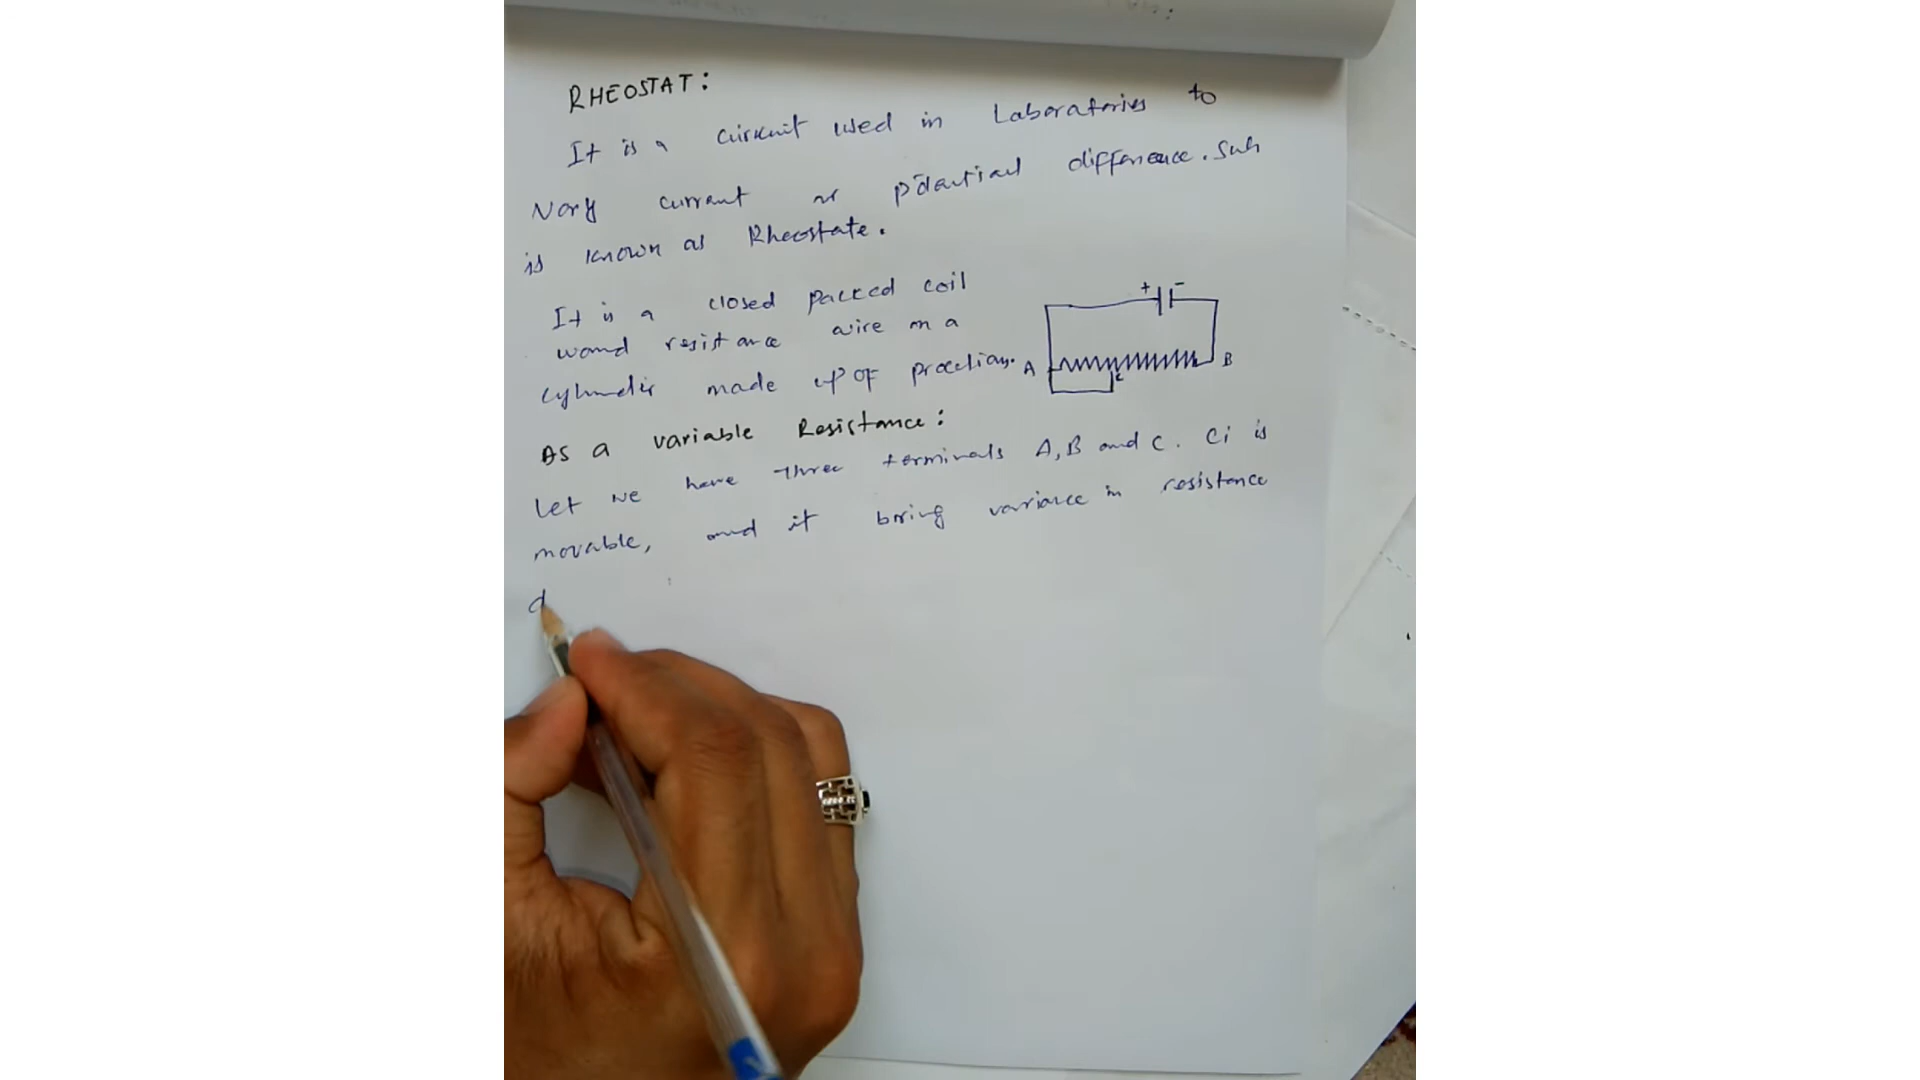 RHEOSTAT:
It is a circuit used in Laboratories to
Vary current or potential difference. Such
is known as Rheostate.
It is a closed packed coil
wound resistance wire on a
cylinder made up of procelian.
+ -
A B
C
As a variable Resistance:
Let we have three terminals A, B and C. Ci is
movable, and it bring variance in resistance
d